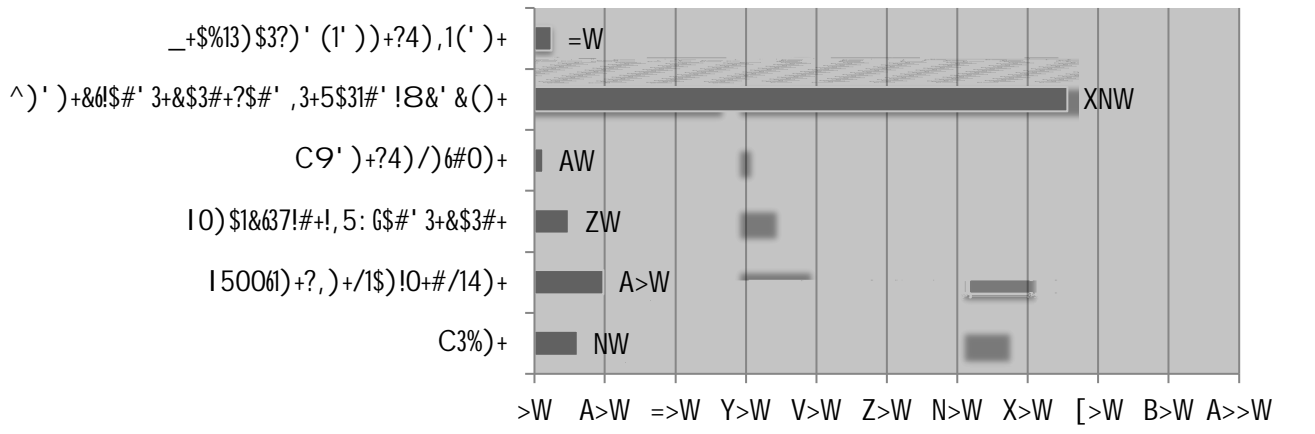 _+$%13)$3?)' (1' ))+?4),1(' )+
=W
^)' )+&6!$#' 3+&$3#+?$#' ,3+5$31#' !8&' &()+
XNW
C9' )+?4)/)6#0)+
AW
I0)$1&637!#+!,5: G$#' 3+&$3#+
ZW
I50061)+?,)+/1$)!0+#/14)+
A>W
C3%)+
NW
>W A>W =>W Y>W V>W Z>W N>W X>W [>W B>W A>>W